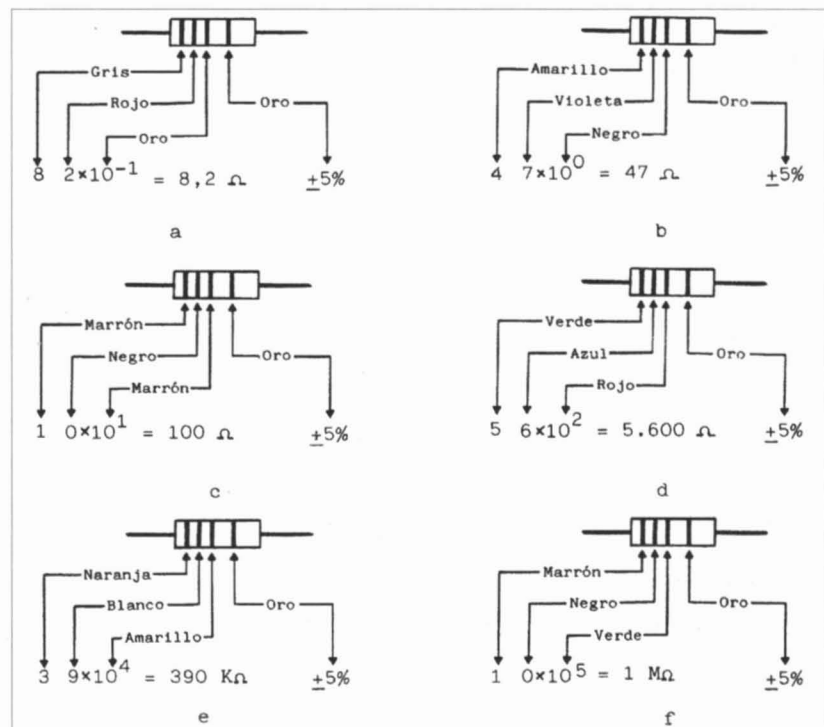 Gris
Rojo
Oro
Oro
8 2×10⁻¹ = 8,2 Ω ±5%
a
Amarillo
Violeta
Oro
Negro
4 7×10⁰ = 47 Ω ±5%
b
Marrón
Negro
Oro
Marrón
1 0×10¹ = 100 Ω ±5%
c
Verde
Azul
Oro
Rojo
5 6×10² = 5.600 Ω ±5%
d
Naranja
Blanco
Oro
Amarillo
3 9×10⁴ = 390 KΩ ±5%
e
Marrón
Negro
Oro
Verde
1 0×10⁵ = 1 MΩ ±5%
f